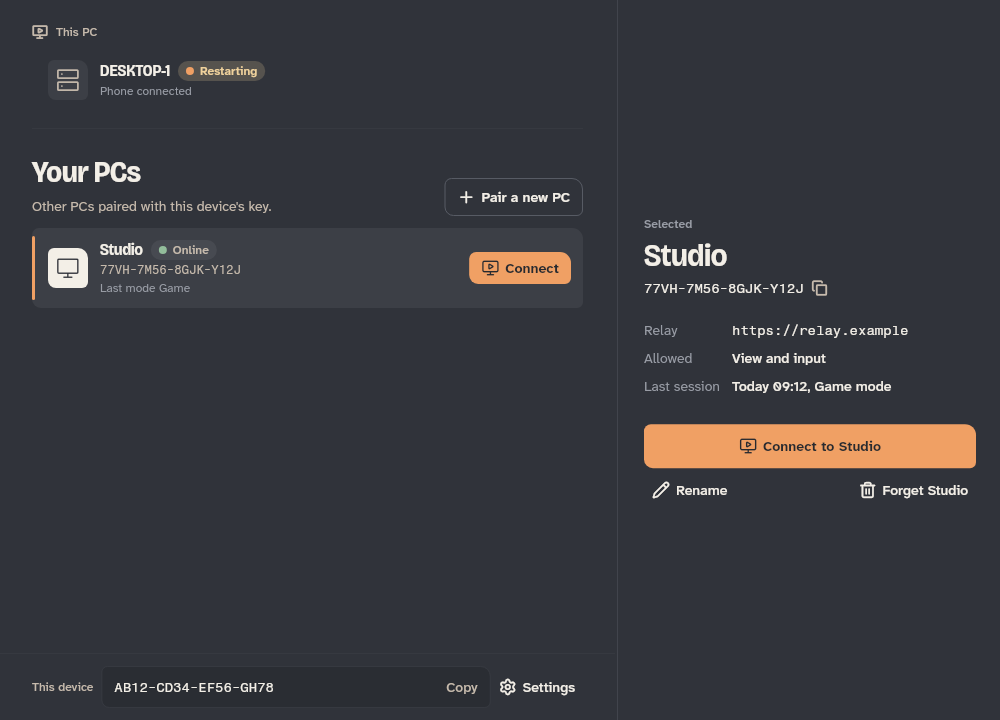 This PC
DESKTOP-1 Restarting
Phone connected
Your PCs
Other PCs paired with this device's key.
Pair a new PC
Studio Online
77VH-7M56-8GJK-Y12J
Last mode Game
Connect
This device AB12-CD34-EF56-GH78 Copy Settings
Selected
Studio
77VH-7M56-8GJK-Y12J
Relay https://relay.example
Allowed View and input
Last session Today 09:12, Game mode
Connect to Studio
Rename Forget Studio